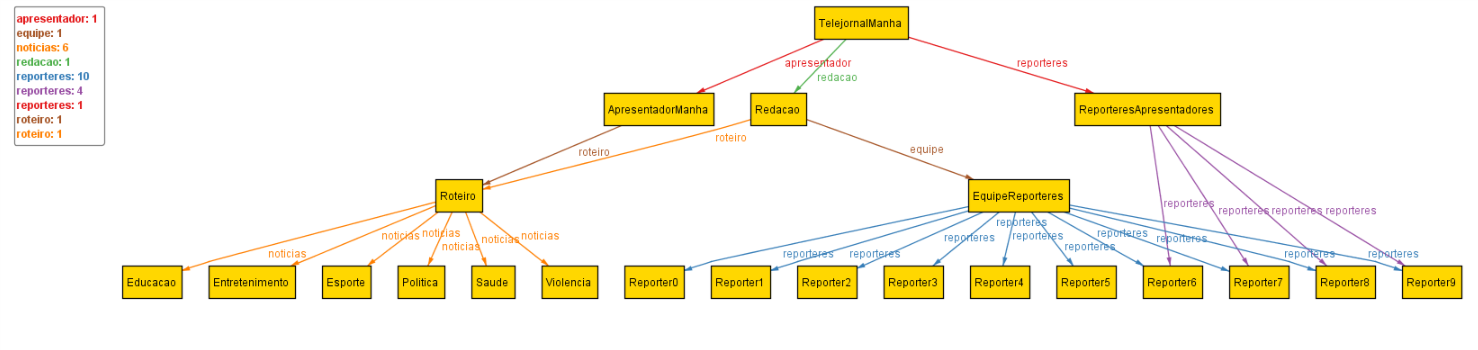 apresentador: 1
equipe: 1
noticias: 6
redacao: 1
reporteres: 10
reporteres: 4
reporteres: 1
roteiro: 1
roteiro: 1
TelejornalManha
apresentador
redacao
reporteres
ApresentadorManha
Redacao
ReporteresApresentadores
roteiro
roteiro
equipe
Roteiro
EquipeReporteres
noticias
noticias
noticias
noticias
noticias
noticias
reporteres
reporteres
reporteres
reporteres
reporteres
reporteres
reporteres
reporteres
reporteres
reporteres
reporteres
reporteres
reporteres
reporteres
Educacao
Entretenimento
Esporte
Politica
Saude
Violencia
Reporter0
Reporter1
Reporter2
Reporter3
Reporter4
Reporter5
Reporter6
Reporter7
Reporter8
Reporter9